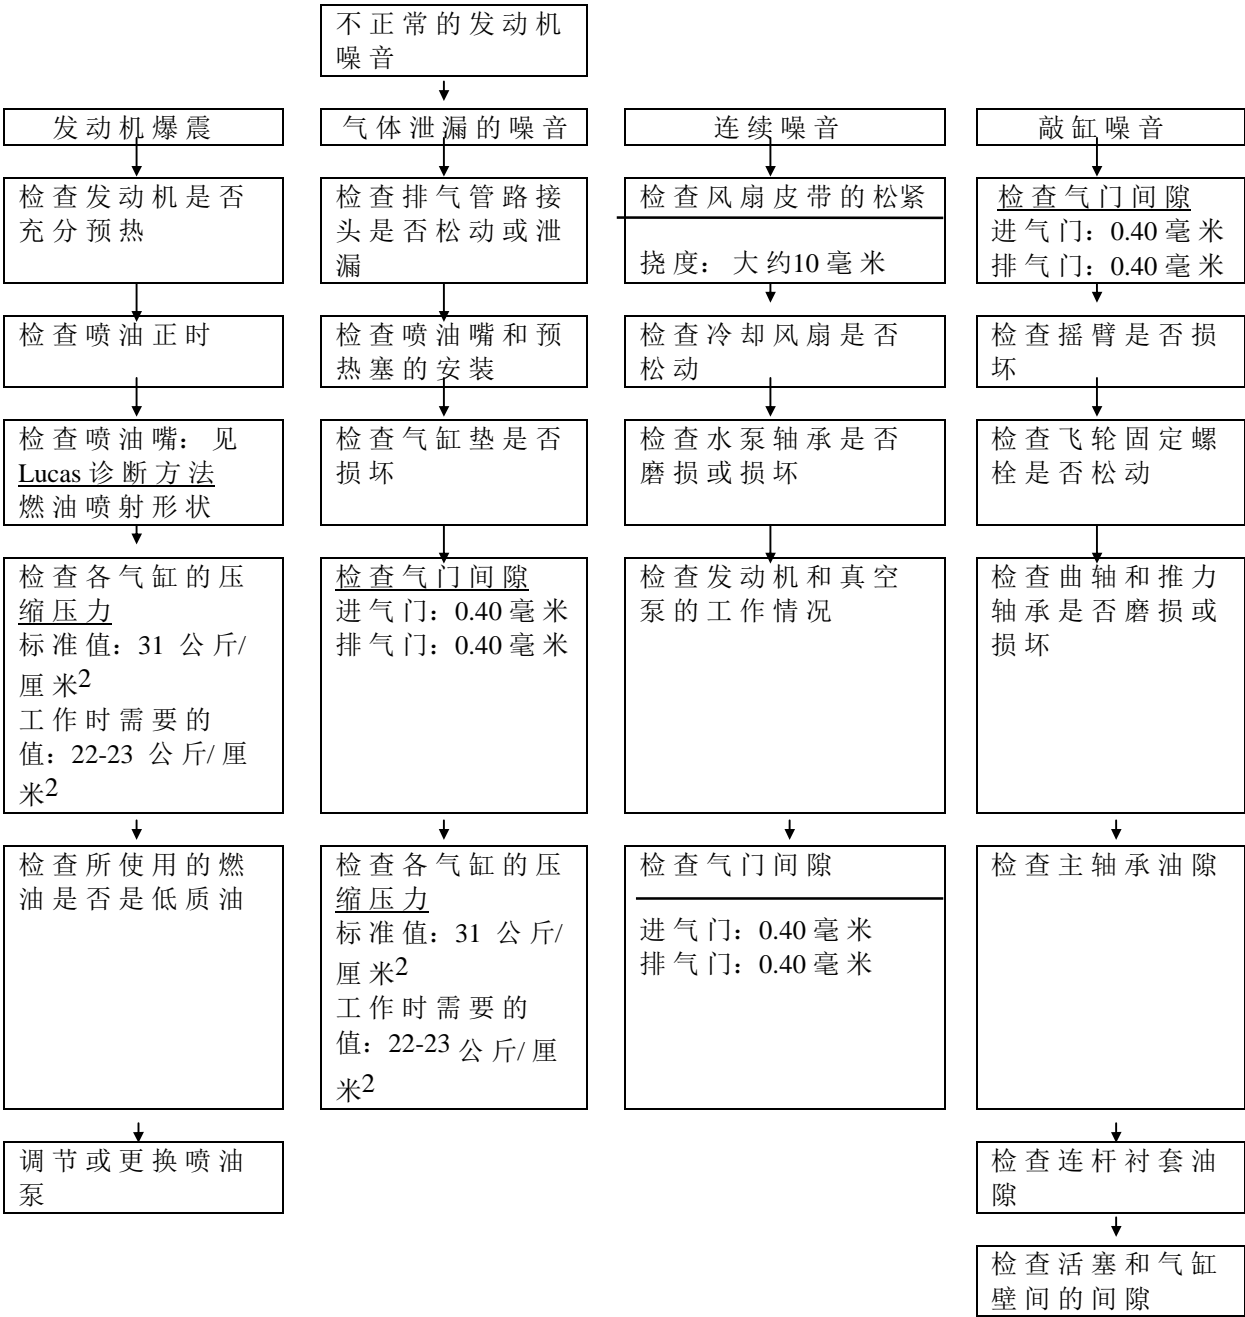 不正常的发动机
噪音
发动机爆震
气体泄漏的噪音
连续噪音
敲缸噪音
检查发动机是否
充分预热
检查排气管路接
头是否松动或泄
漏
检查风扇皮带的松紧
挠度：大约10毫米
检查气门间隙
进气门：0.40毫米
排气门：0.40毫米
检查喷油正时
检查喷油嘴和预
热塞的安装
检查冷却风扇是否
松动
检查摇臂是否损
坏
检查喷油嘴：见
Lucas诊断方法
燃油喷射形状
检查气缸垫是否
损坏
检查水泵轴承是否
磨损或损坏
检查飞轮固定螺
栓是否松动
检查各气缸的压
缩压力
标准值：31 公斤/
厘米2
工作时需要的
值：22-23 公斤/厘
米2
检查气门间隙
进气门：0.40毫米
排气门：0.40毫米
检查发动机和真空
泵的工作情况
检查曲轴和推力
轴承是否磨损或
损坏
检查所使用的燃
油是否是低质油
检查各气缸的压
缩压力
标准值：31 公斤/
厘米2
工作时需要的
值：22-23公斤/厘
米2
检查气门间隙
进气门：0.40毫米
排气门：0.40毫米
检查主轴承油隙
调节或更换喷油
泵
检查连杆衬套油
隙
检查活塞和气缸
壁间的间隙